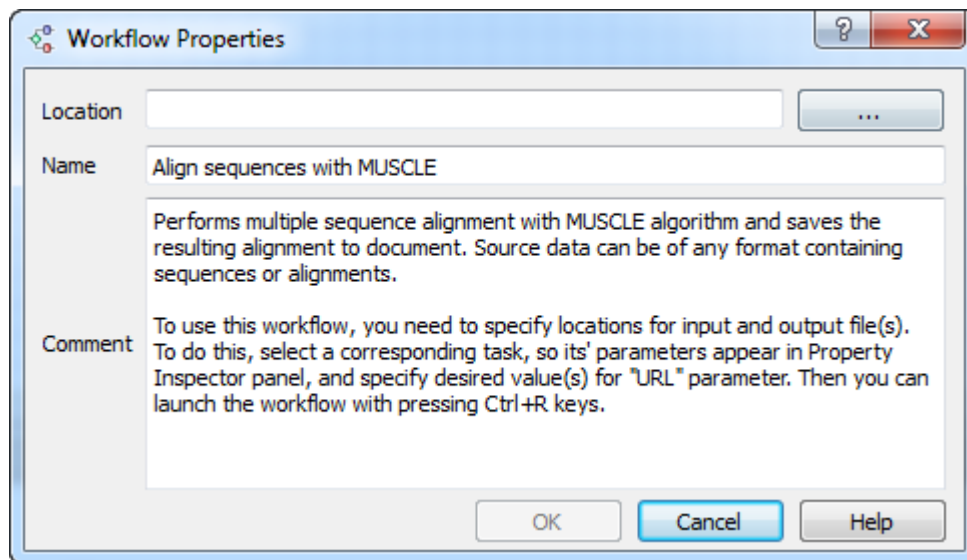 Workflow Properties
?
X
Location
...
Name
Align sequences with MUSCLE
Comment
Performs multiple sequence alignment with MUSCLE algorithm and saves the
resulting alignment to document. Source data can be of any format containing
sequences or alignments.
To use this workflow, you need to specify locations for input and output file(s).
To do this, select a corresponding task, so its' parameters appear in Property
Inspector panel, and specify desired value(s) for "URL" parameter. Then you can
launch the workflow with pressing Ctrl+R keys.
OK
Cancel
Help